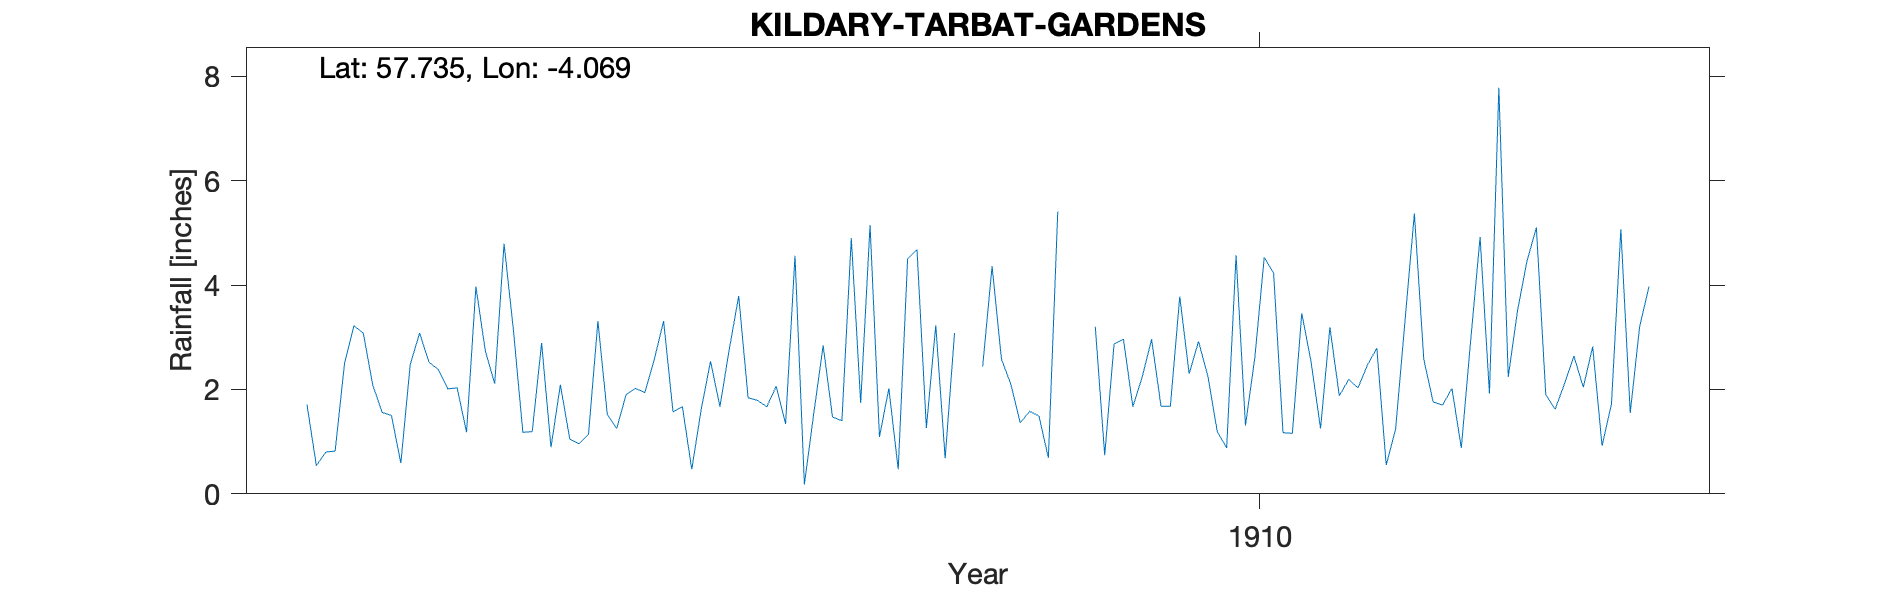 KILDARY-TARBAT-GARDENS
Lat: 57.735, Lon: -4.069
8
6
4
2
0
Rainfall [inches]
1910
Year